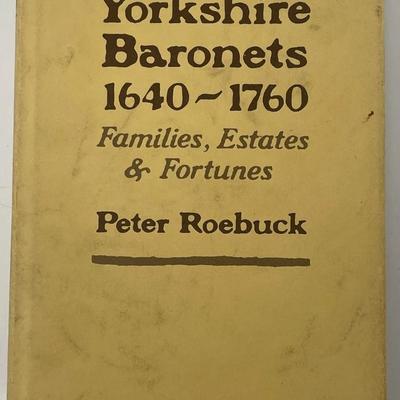 Yorkshire
Baronets
1640~1760
Families, Estates
& Fortunes
Peter Roebuck